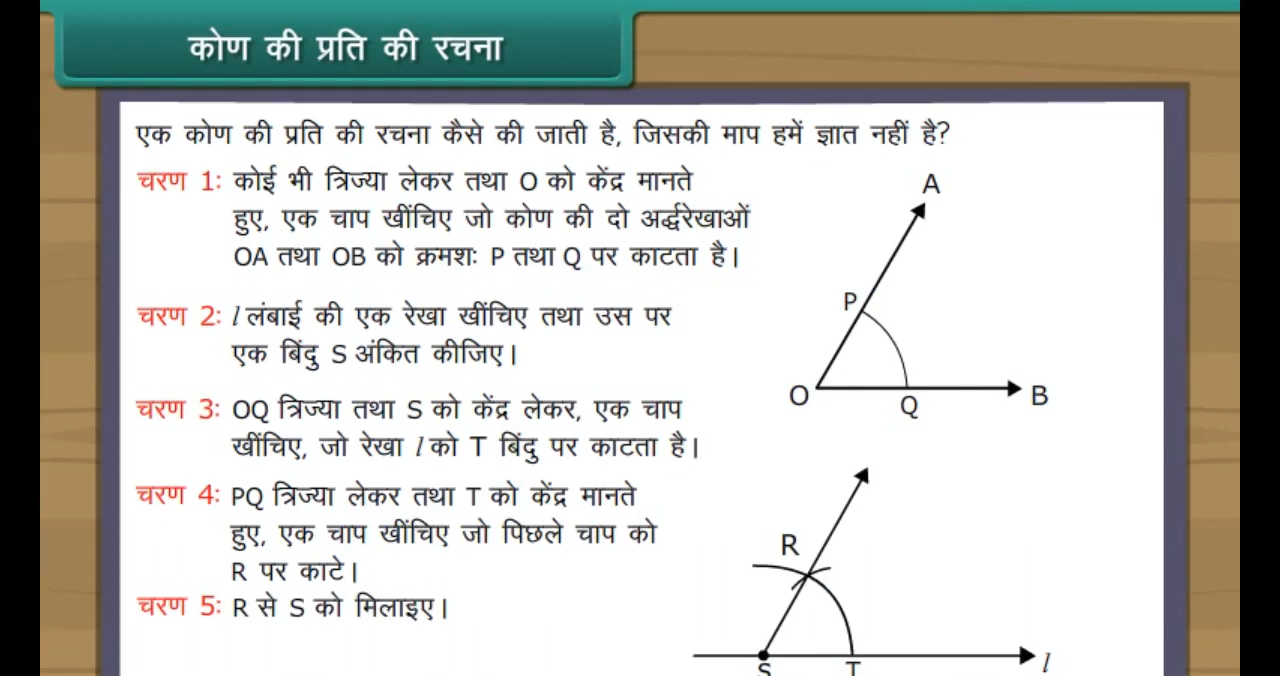 कोण की प्रति की रचना
एक कोण की प्रति की रचना कैसे की जाती है, जिसकी माप हमें ज्ञात नहीं है?
चरण 1: कोई भी त्रिज्या लेकर तथा O को केंद्र मानते
हुए, एक चाप खींचिए जो कोण की दो अर्द्धरेखाओं
OA तथा OB को क्रमशः P तथा Q पर काटता है।
चरण 2: l लंबाई की एक रेखा खींचिए तथा उस पर
एक बिंदु S अंकित कीजिए।
चरण 3: OQ त्रिज्या तथा S को केंद्र लेकर, एक चाप
खींचिए, जो रेखा l को T बिंदु पर काटता है।
चरण 4: PQ त्रिज्या लेकर तथा T को केंद्र मानते
हुए, एक चाप खींचिए जो पिछले चाप को
R पर काटे।
चरण 5: R से S को मिलाइए।
A
P
O
Q
B
R
S
T
l